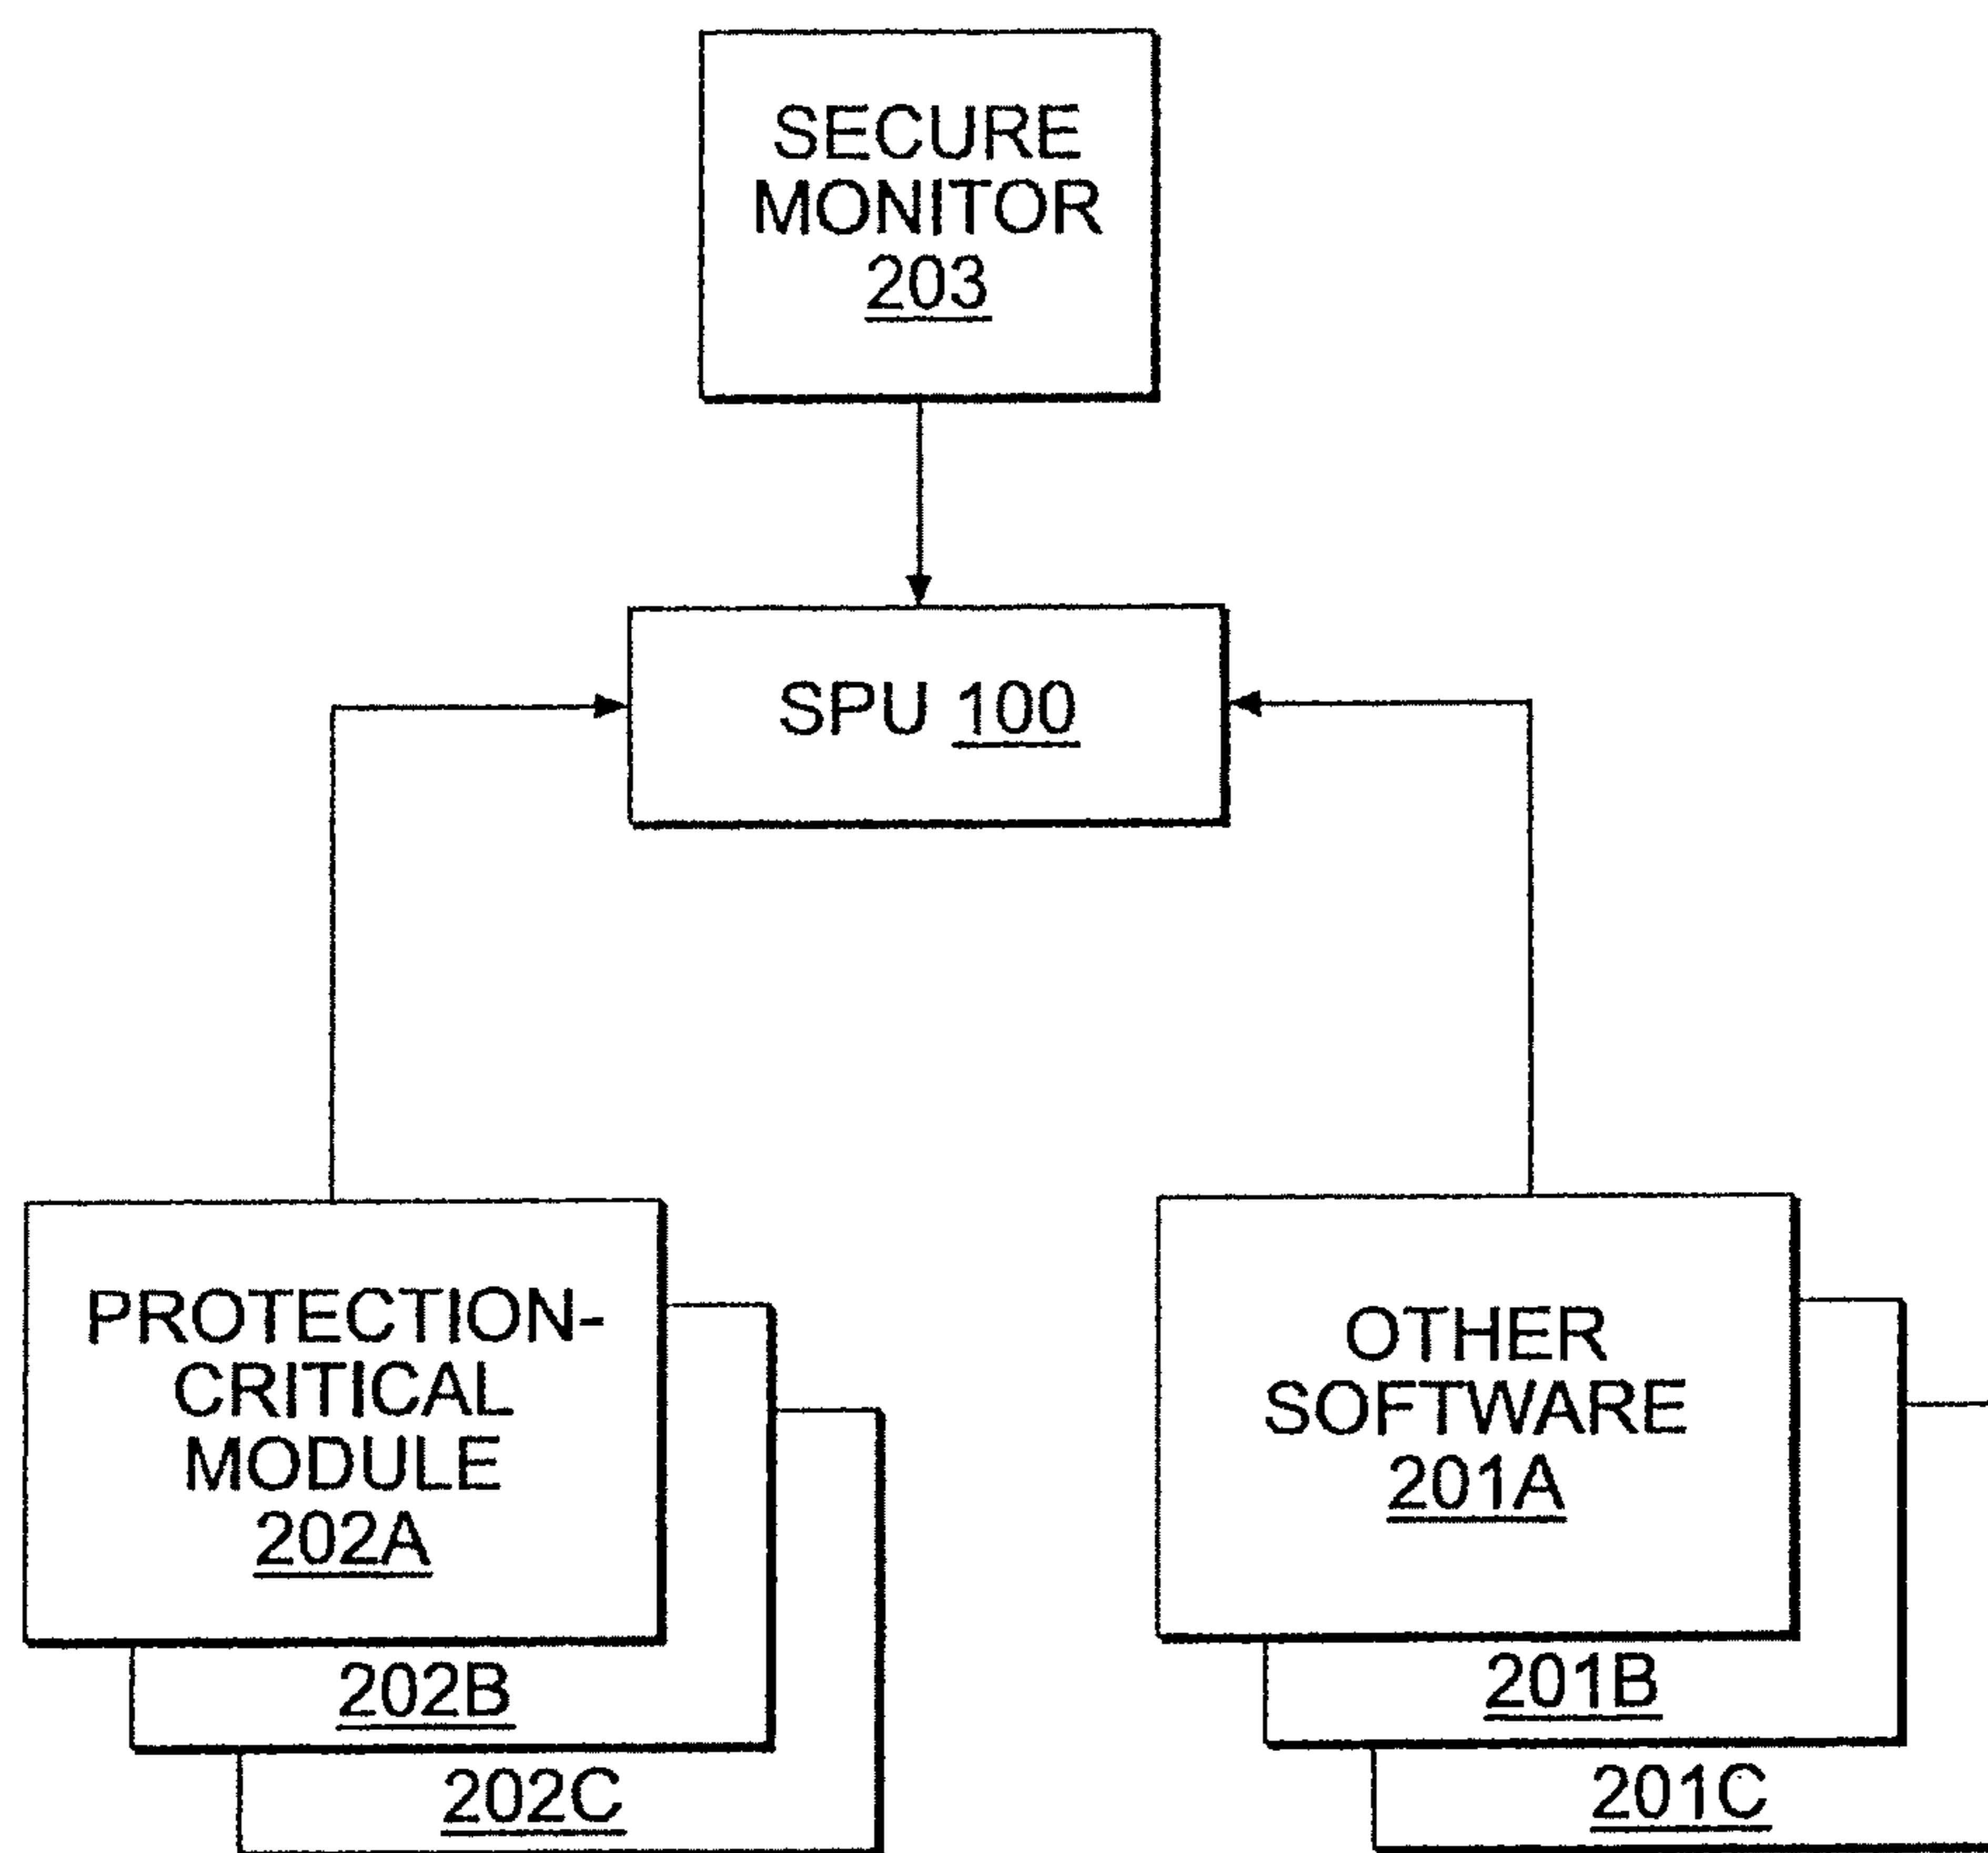 SECURE
MONITOR
203
SPU 100
PROTECTION-
CRITICAL
MODULE
202A
202B
202C
OTHER
SOFTWARE
201A
201B
201C